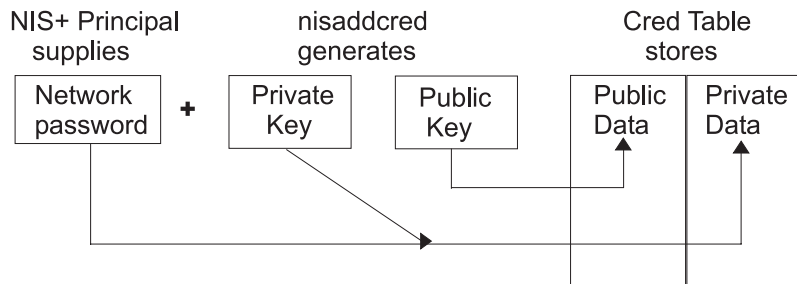 NIS+ Principal
supplies
nisaddcred
generates
Cred Table
stores
Network
password
+
Private
Key
Public
Key
Public
Data
Private
Data